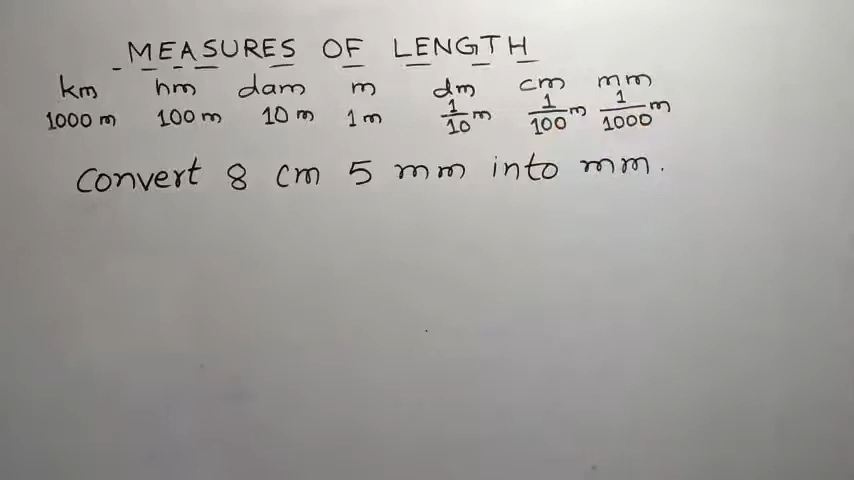 MEASURES OF LENGTH
km hm dam m dm cm mm
1000 m 100 m 10 m 1 m 1/10 m 1/100 m 1/1000 m
Convert 8 cm 5 mm into mm.